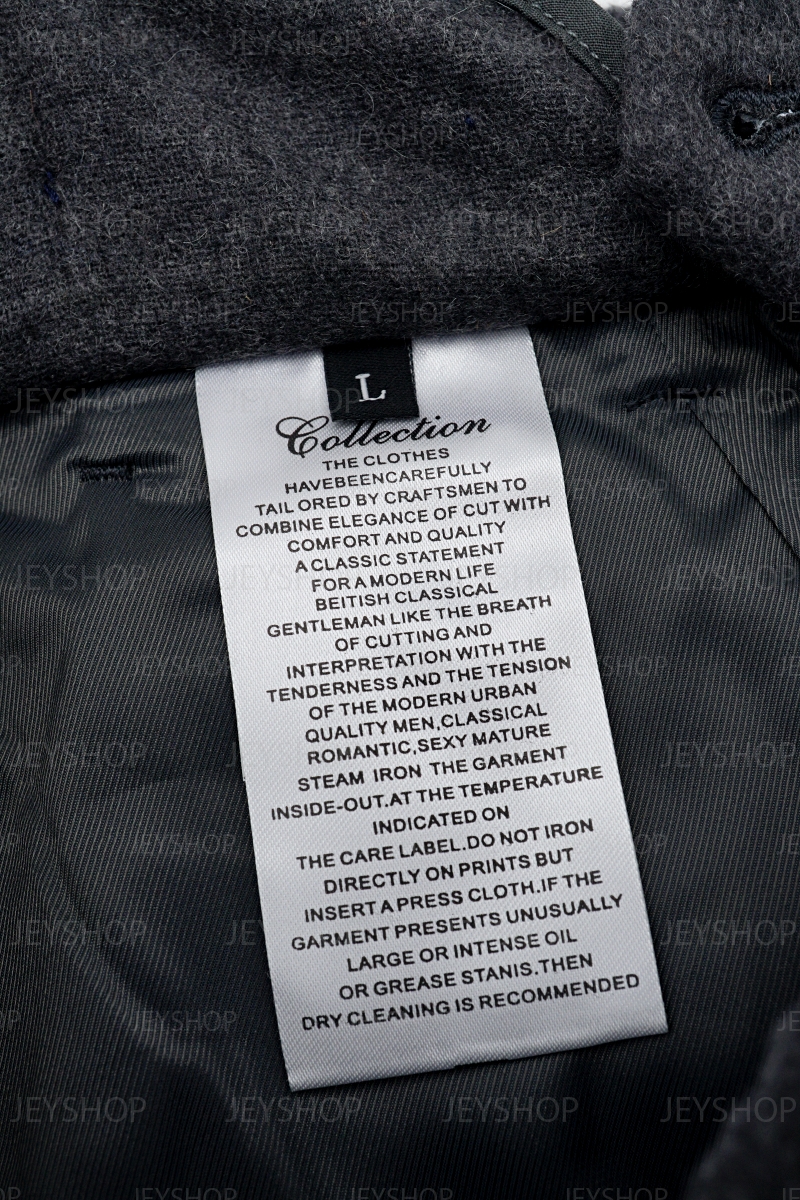 L
Collection
THE CLOTHES
HAVEBEENCAREFULLY
TAIL ORED BY CRAFTSMEN TO
COMBINE ELEGANCE OF CUT WITH
COMFORT AND QUALITY
A CLASSIC STATEMENT
FOR A MODERN LIFE
BEITISH CLASSICAL
GENTLEMAN LIKE THE BREATH
OF CUTTING AND
INTERPRETATION WITH THE
TENDERNESS AND THE TENSION
OF THE MODERN URBAN
QUALITY MEN,CLASSICAL
ROMANTIC,SEXY MATURE
STEAM IRON THE GARMENT
INSIDE-OUT.AT THE TEMPERATURE
INDICATED ON
THE CARE LABEL.DO NOT IRON
DIRECTLY ON PRINTS BUT
INSERT A PRESS CLOTH.IF THE
GARMENT PRESENTS UNUSUALLY
LARGE OR INTENSE OIL
OR GREASE STANIS.THEN
DRY CLEANING IS RECOMMENDED
JEYSHOP